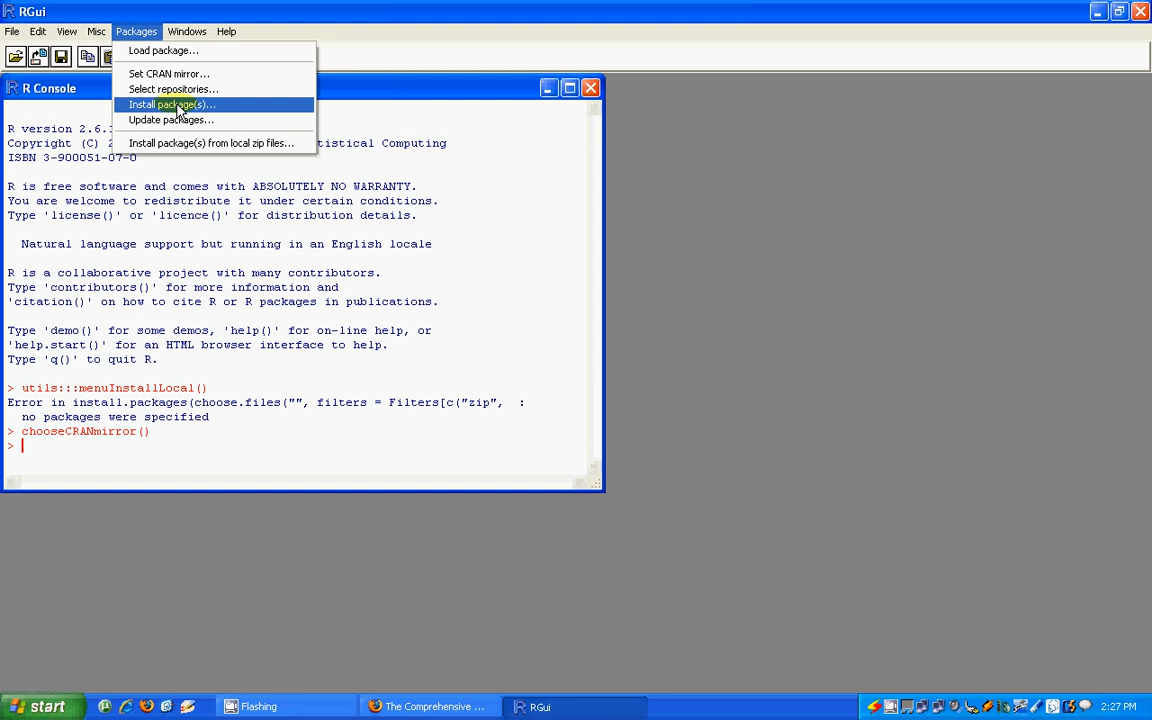 RGui
File Edit View Misc Packages Windows Help
Load package...
Set CRAN mirror...
Select repositories...
Install package(s)...
Update packages...
Install package(s) from local zip files...
R Console
R version 2.6.
Copyright (C) 2 tistical Computing
ISBN 3-900051-07-0
R is free software and comes with ABSOLUTELY NO WARRANTY.
You are welcome to redistribute it under certain conditions.
Type 'license()' or 'licence()' for distribution details.
Natural language support but running in an English locale
R is a collaborative project with many contributors.
Type 'contributors()' for more information and
'citation()' on how to cite R or R packages in publications.
Type 'demo()' for some demos, 'help()' for on-line help, or
'help.start()' for an HTML browser interface to help.
Type 'q()' to quit R.
> utils:::menuInstallLocal()
Error in install.packages(choose.files("", filters = Filters[c("zip", :
no packages were specified
> chooseCRANmirror()
>
start Flashing The Comprehensive ... RGui 2:27 PM